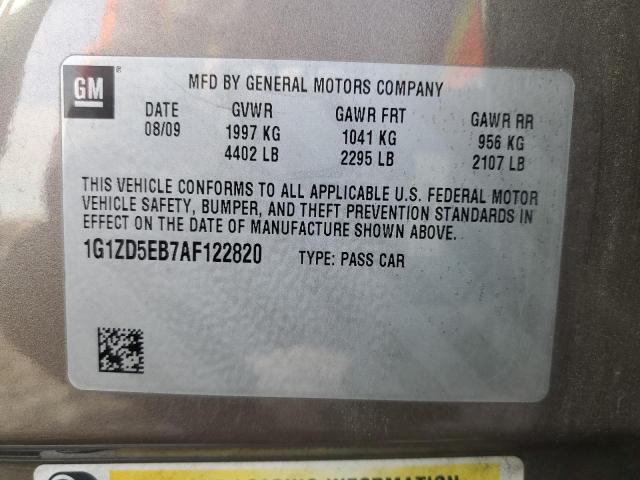 GM
MFD BY GENERAL MOTORS COMPANY
DATE GVWR GAWR FRT GAWR RR
08/09 1997 KG 1041 KG 956 KG
4402 LB 2295 LB 2107 LB
THIS VEHICLE CONFORMS TO ALL APPLICABLE U.S. FEDERAL MOTOR
VEHICLE SAFETY, BUMPER, AND THEFT PREVENTION STANDARDS IN
EFFECT ON THE DATE OF MANUFACTURE SHOWN ABOVE.
1G1ZD5EB7AF122820 TYPE: PASS CAR
INFORMATION